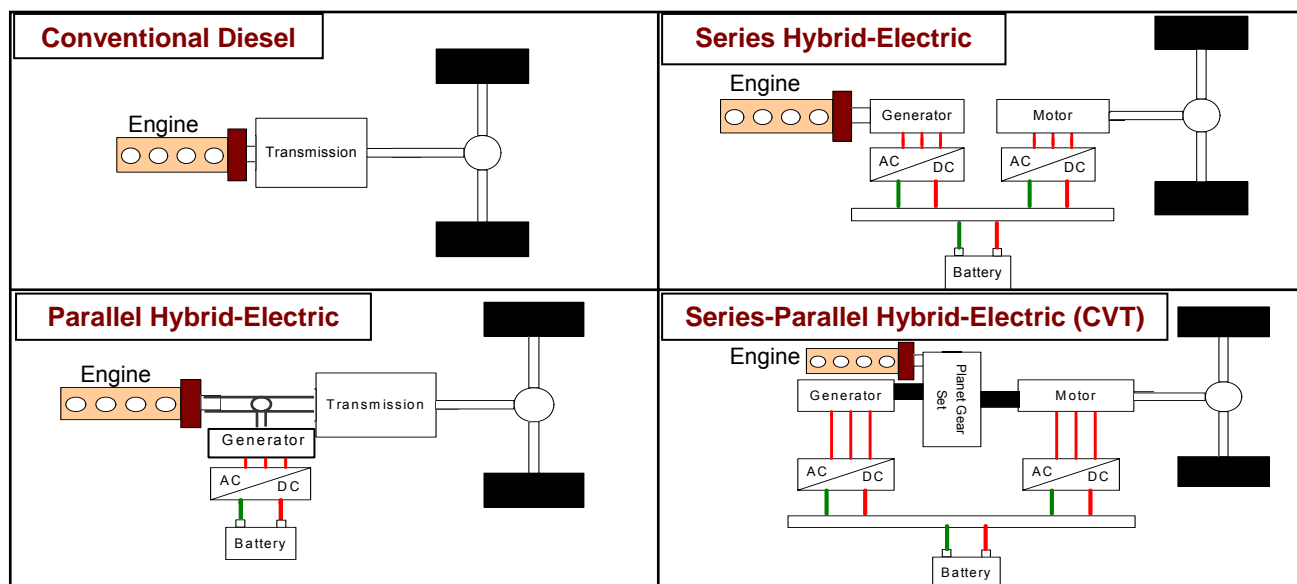 Conventional Diesel
Engine
Transmission
Series Hybrid-Electric
Engine
Generator
Motor
AC
DC
AC
DC
Battery
Parallel Hybrid-Electric
Engine
Transmission
Generator
AC
DC
Battery
Series-Parallel Hybrid-Electric (CVT)
Engine
Planet Gear
Set
Generator
Motor
AC
DC
AC
DC
Battery